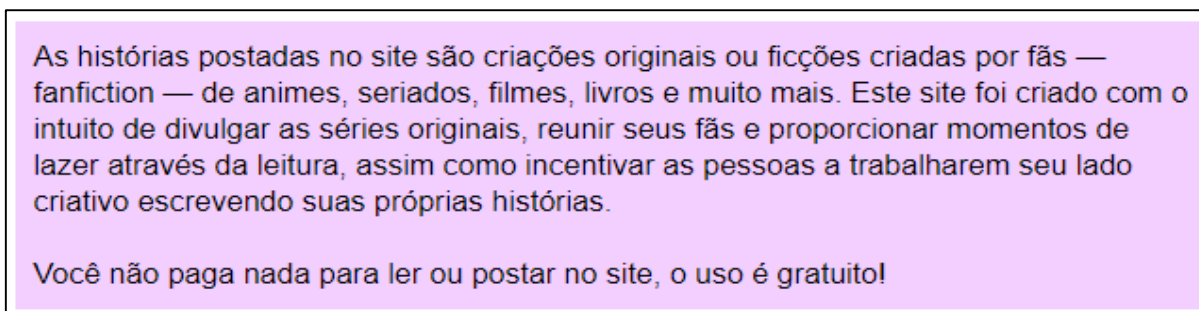 As histórias postadas no site são criações originais ou ficções criadas por fãs —
fanfiction — de animes, seriados, filmes, livros e muito mais. Este site foi criado com o
intuito de divulgar as séries originais, reunir seus fãs e proporcionar momentos de
lazer através da leitura, assim como incentivar as pessoas a trabalharem seu lado
criativo escrevendo suas próprias histórias.
Você não paga nada para ler ou postar no site, o uso é gratuito!